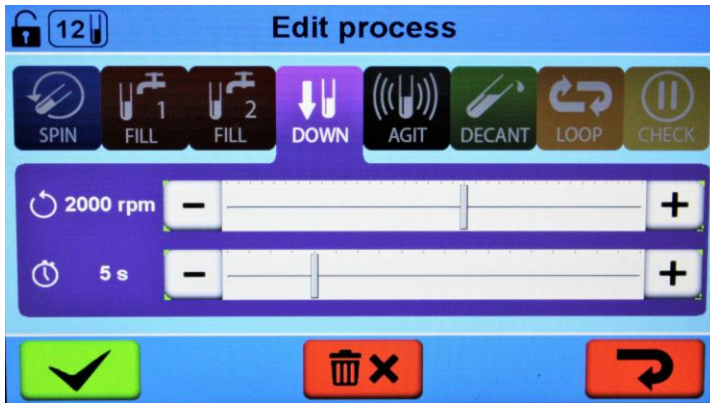 12 Edit process
SPIN
1
FILL
2
FILL
DOWN
AGIT
DECANT
LOOP
CHECK
2000 rpm - +
5 s - +